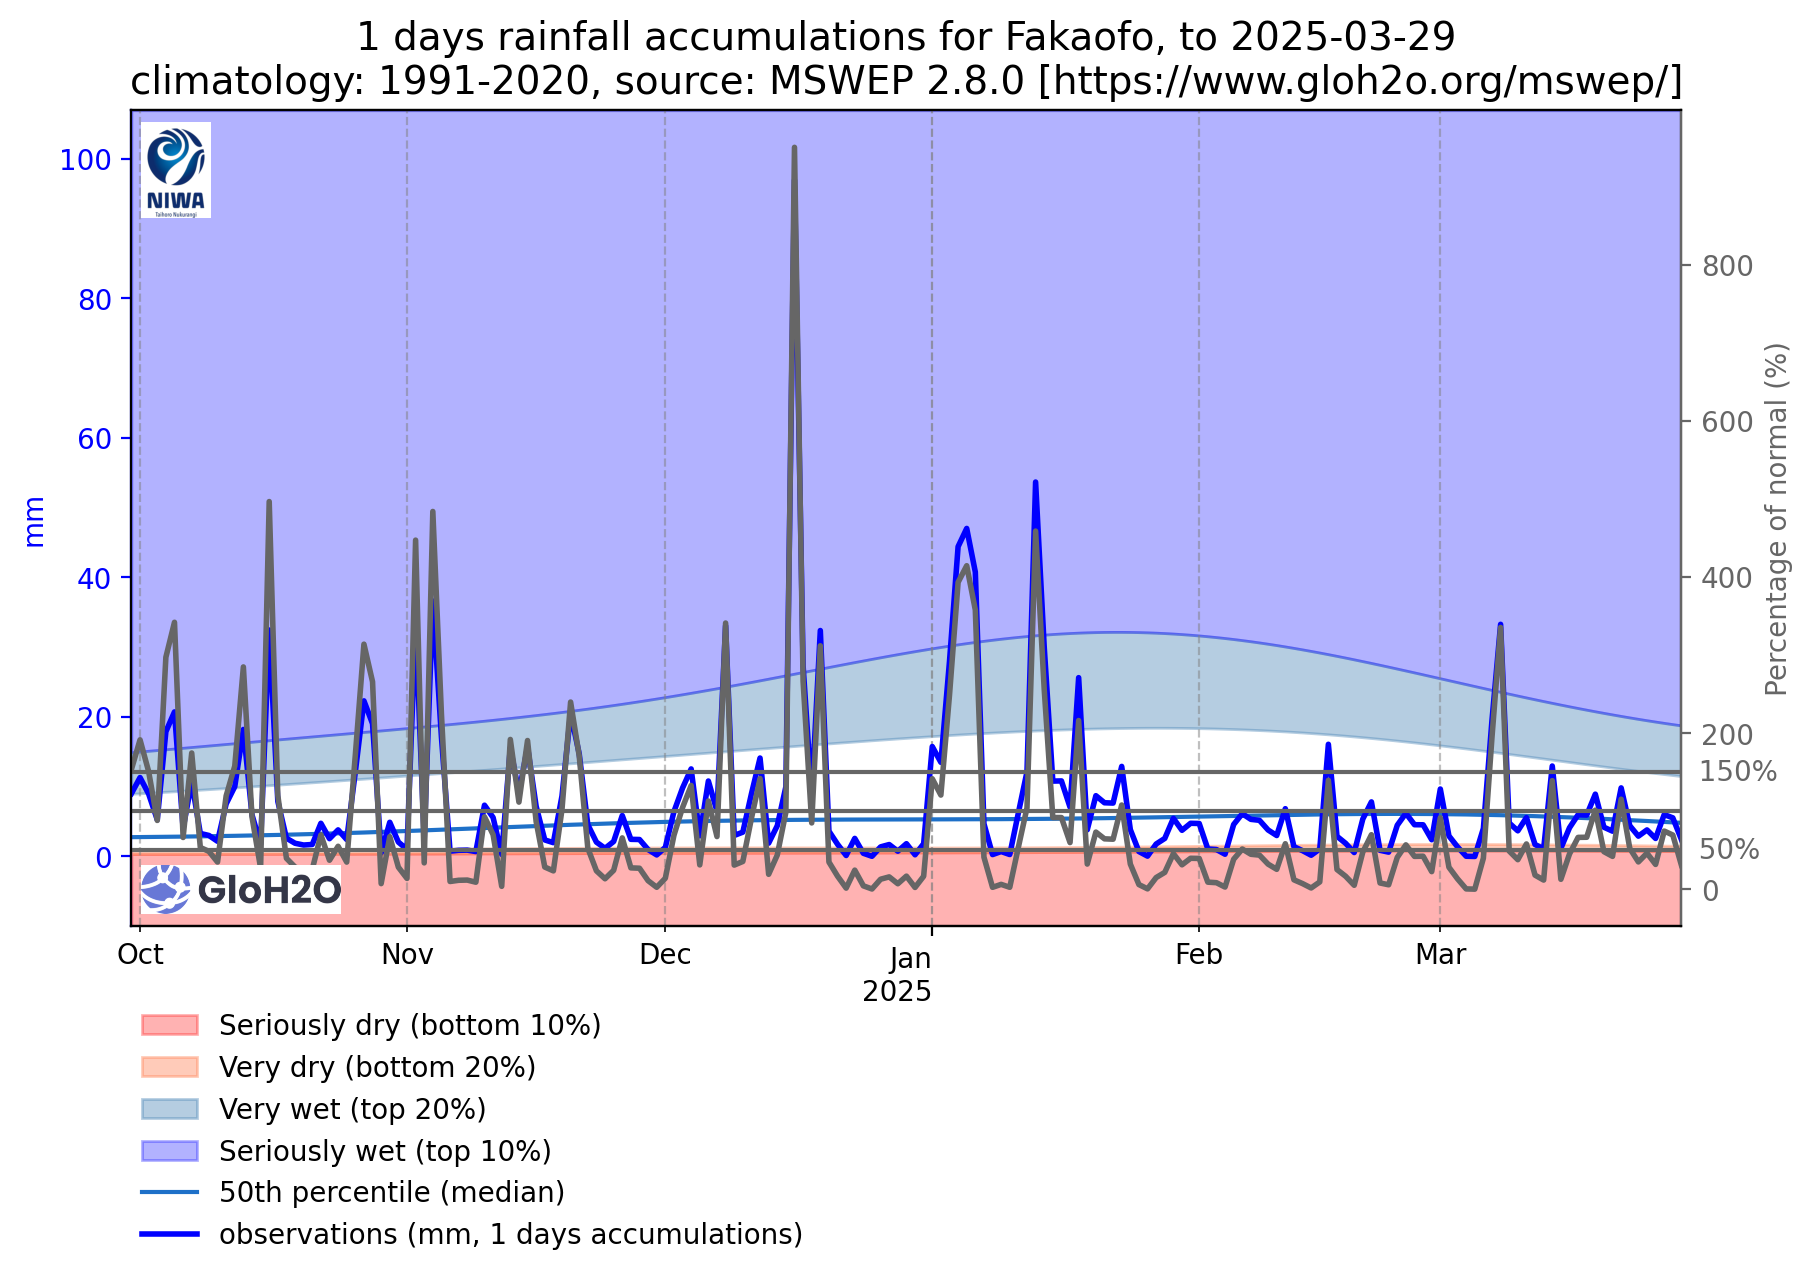 1 days rainfall accumulations for Fakaofo, to 2025-03-29
climatology: 1991-2020, source: MSWEP 2.8.0 [https://www.gloh2o.org/mswep/]
NIWA
Taihoro Nukurangi
100
80
60
40
20
0
mm
800
600
400
200
150%
50%
0
Percentage of normal (%)
GloH2O
Oct
Nov
Dec
Jan
2025
Feb
Mar
Seriously dry (bottom 10%)
Very dry (bottom 20%)
Very wet (top 20%)
Seriously wet (top 10%)
50th percentile (median)
observations (mm, 1 days accumulations)